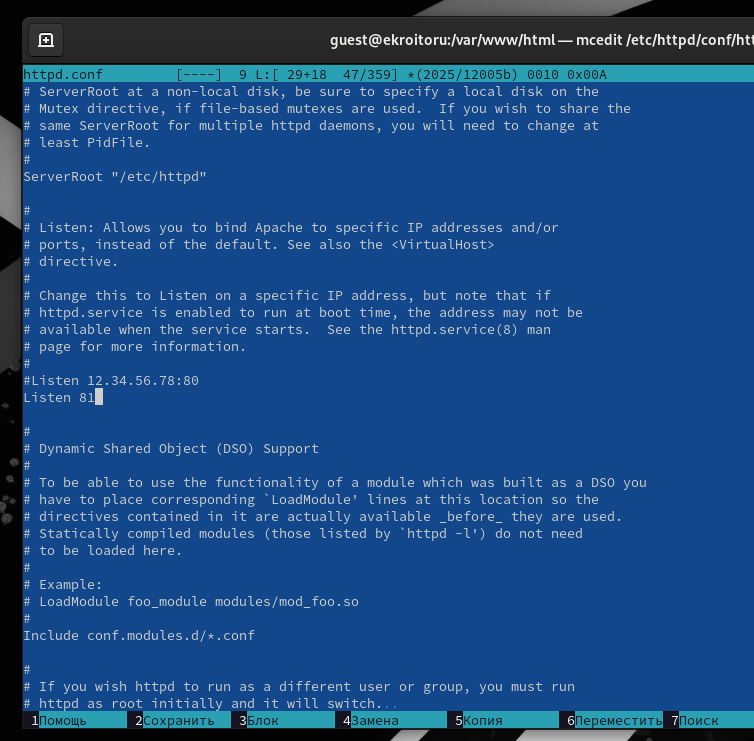 guest@ekroitoru:/var/www/html — mcedit /etc/httpd/conf/htt
httpd.conf [----] 9 L:[ 29+18 47/359] *(2025/12005b) 0010 0x00A
# ServerRoot at a non-local disk, be sure to specify a local disk on the
# Mutex directive, if file-based mutexes are used. If you wish to share the
# same ServerRoot for multiple httpd daemons, you will need to change at
# least PidFile.
#
ServerRoot "/etc/httpd"
#
# Listen: Allows you to bind Apache to specific IP addresses and/or
# ports, instead of the default. See also the <VirtualHost>
# directive.
#
# Change this to Listen on a specific IP address, but note that if
# httpd.service is enabled to run at boot time, the address may not be
# available when the service starts. See the httpd.service(8) man
# page for more information.
#
#Listen 12.34.56.78:80
Listen 81
#
# Dynamic Shared Object (DSO) Support
#
# To be able to use the functionality of a module which was built as a DSO you
# have to place corresponding `LoadModule' lines at this location so the
# directives contained in it are actually available _before_ they are used.
# Statically compiled modules (those listed by `httpd -l') do not need
# to be loaded here.
#
# Example:
# LoadModule foo_module modules/mod_foo.so
#
Include conf.modules.d/*.conf
#
# If you wish httpd to run as a different user or group, you must run
# httpd as root initially and it will switch...
1Помощь 2Сохранить 3Блок 4Замена 5Копия 6Переместить 7Поиск